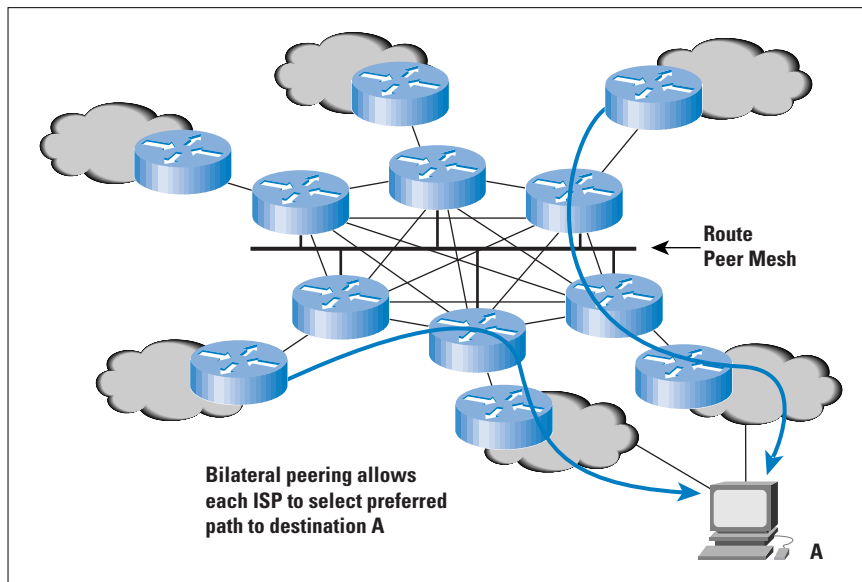 Route
Peer Mesh
Bilateral peering allows
each ISP to select preferred
path to destination A
A